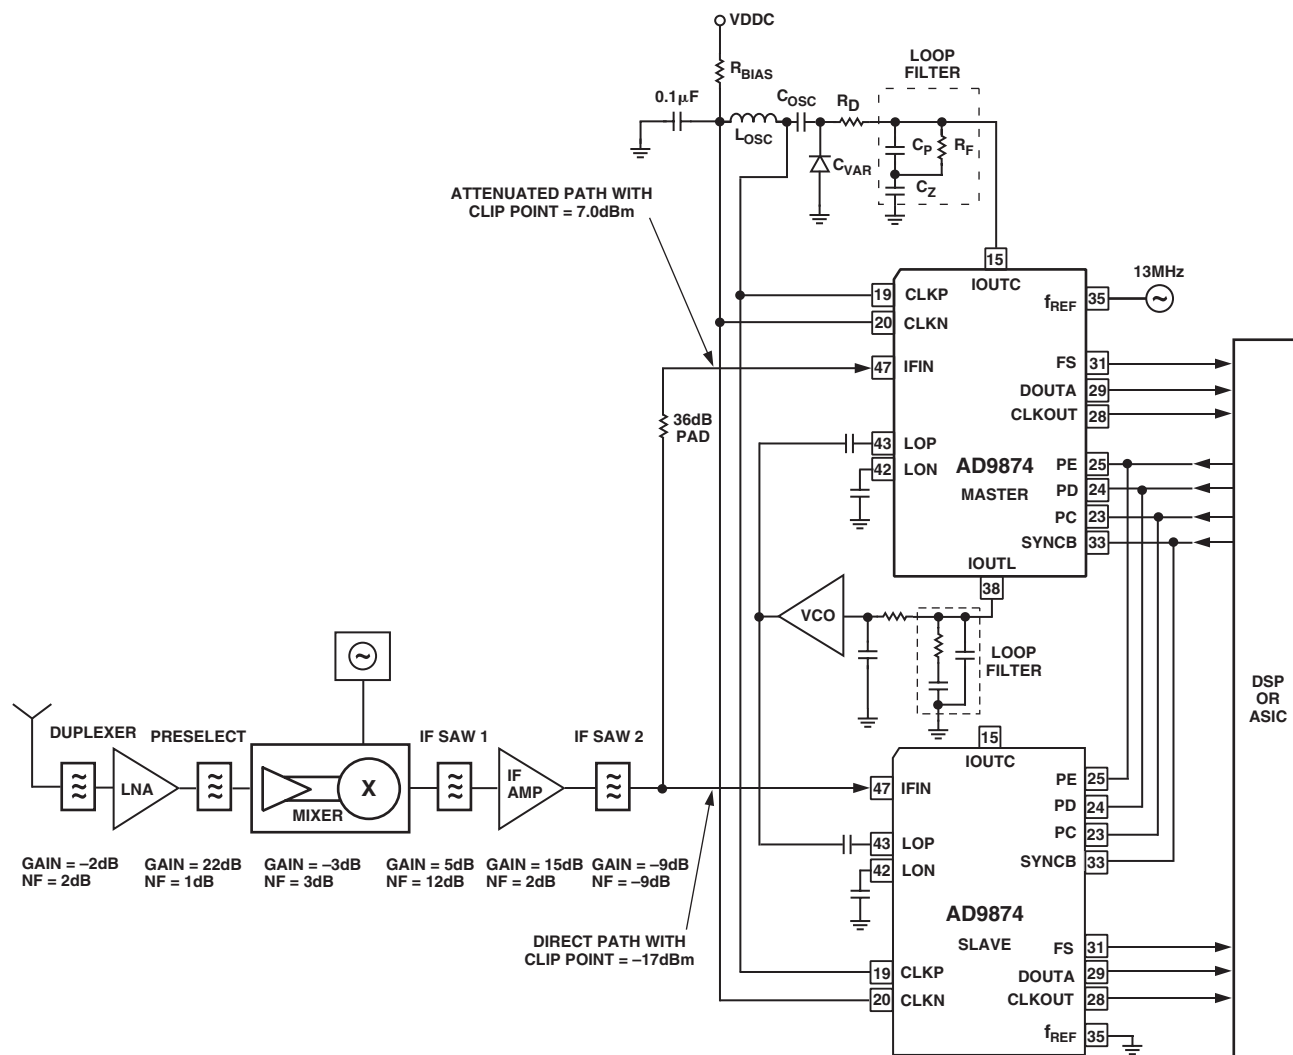 VDDC
RBIAS
0.1µF
LOSC
COSC
RD
LOOP
FILTER
CP
RF
CVAR
CZ
ATTENUATED PATH WITH
CLIP POINT = 7.0dBm
15
IOUTC
13MHz
19 CLKP
fREF 35
20 CLKN
47 IFIN
FS 31
DOUTA 29
CLKOUT 28
36dB
PAD
43 LOP
42 LON
AD9874
MASTER
PE 25
PD 24
PC 23
SYNCB 33
IOUTL
38
VCO
LOOP
FILTER
DSP
OR
ASIC
DUPLEXER
LNA
PRESELECT
MIXER
X
IF SAW 1
IF
AMP
IF SAW 2
GAIN = –2dB
NF = 2dB
GAIN = 22dB
NF = 1dB
GAIN = –3dB
NF = 3dB
GAIN = 5dB
NF = 12dB
GAIN = 15dB
NF = 2dB
GAIN = –9dB
NF = –9dB
DIRECT PATH WITH
CLIP POINT = –17dBm
15
IOUTC
47 IFIN
PE 25
PD 24
PC 23
SYNCB 33
43 LOP
42 LON
AD9874
SLAVE
19 CLKP
20 CLKN
FS 31
DOUTA 29
CLKOUT 28
fREF 35